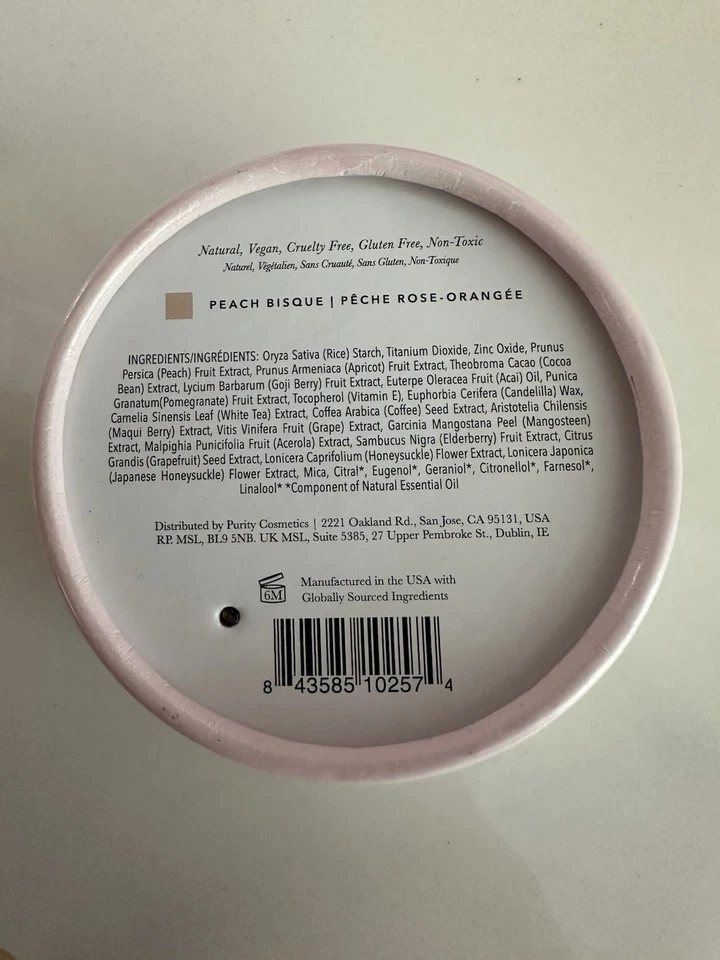 Natural, Vegan, Cruelty Free, Gluten Free, Non-Toxic
Naturel, Végétalien, Sans Cruauté, Sans Gluten, Non-Toxique
PEACH BISQUE | PÊCHE ROSE-ORANGÉE
INGREDIENTS/INGRÉDIENTS: Oryza Sativa (Rice) Starch, Titanium Dioxide, Zinc Oxide, Prunus
Persica (Peach) Fruit Extract, Prunus Armeniaca (Apricot) Fruit Extract, Theobroma Cacao (Cocoa
Bean) Extract, Lycium Barbarum (Goji Berry) Fruit Extract, Euterpe Oleracea Fruit (Acai) Oil, Punica
Granatum(Pomegranate) Fruit Extract, Tocopherol (Vitamin E), Euphorbia Cerifera (Candelilla) Wax,
Camelia Sinensis Leaf (White Tea) Extract, Coffea Arabica (Coffee) Seed Extract, Aristotelia Chilensis
(Maqui Berry) Extract, Vitis Vinifera Fruit (Grape) Extract, Garcinia Mangostana Peel (Mangosteen)
Extract, Malpighia Punicifolia Fruit (Acerola) Extract, Sambucus Nigra (Elderberry) Fruit Extract, Citrus
Grandis (Grapefruit) Seed Extract, Lonicera Caprifolium (Honeysuckle) Flower Extract, Lonicera Japonica
(Japanese Honeysuckle) Flower Extract, Mica, Citral*, Eugenol*, Geraniol*, Citronellol*, Farnesol*,
Linalool* *Component of Natural Essential Oil
Distributed by Purity Cosmetics | 2221 Oakland Rd., San Jose, CA 95131, USA
RP. MSL, BL9 5NB. UK MSL, Suite 5385, 27 Upper Pembroke St., Dublin, IE
6M
Manufactured in the USA with
Globally Sourced Ingredients
8 43585 10257 4